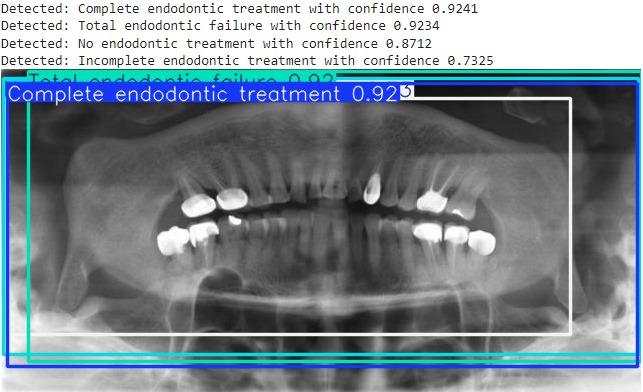 Detected: Complete endodontic treatment with confidence 0.9241
Detected: Total endodontic failure with confidence 0.9234
Detected: No endodontic treatment with confidence 0.8712
Detected: Incomplete endodontic treatment with confidence 0.7325
Total endodontic failure 0.92
Complete endodontic treatment 0.92